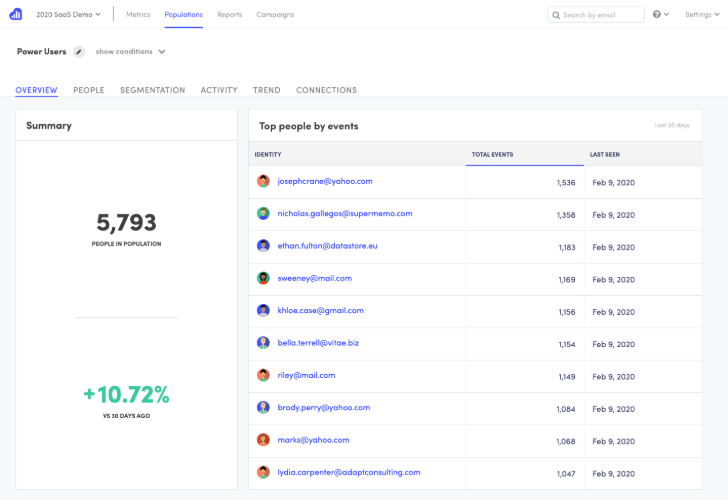 2020 SaaS Demo
Metrics
Populations
Reports
Campaigns
Search by email
?
Settings
Power Users
show conditions
OVERVIEW
PEOPLE
SEGMENTATION
ACTIVITY
TREND
CONNECTIONS
Summary
5,793
PEOPLE IN POPULATION
+10.72%
VS 30 DAYS AGO
Top people by events
Last 30 days
IDENTITY TOTAL EVENTS LAST SEEN
josephcrane@yahoo.com 1,536 Feb 9, 2020
nicholas.gallegos@supermemo.com 1,358 Feb 9, 2020
ethan.fulton@datastore.eu 1,183 Feb 9, 2020
sweeney@mail.com 1,169 Feb 9, 2020
khloe.case@gmail.com 1,156 Feb 9, 2020
bella.terrell@vitae.biz 1,154 Feb 9, 2020
riley@mail.com 1,149 Feb 9, 2020
brody.perry@yahoo.com 1,084 Feb 9, 2020
marks@yahoo.com 1,068 Feb 9, 2020
lydia.carpenter@adaptconsulting.com 1,047 Feb 9, 2020